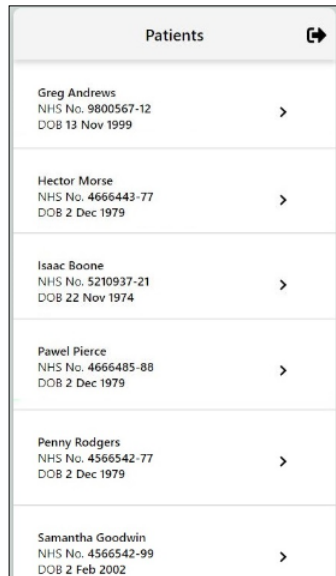 Patients
Greg Andrews
NHS No. 9800567-12
DOB 13 Nov 1999
Hector Morse
NHS No. 4666443-77
DOB 2 Dec 1979
Isaac Boone
NHS No. 5210937-21
DOB 22 Nov 1974
Pawel Pierce
NHS No. 4666485-88
DOB 2 Dec 1979
Penny Rodgers
NHS No. 4566542-77
DOB 2 Dec 1979
Samantha Goodwin
NHS No. 4566542-99
DOB 2 Feb 2002